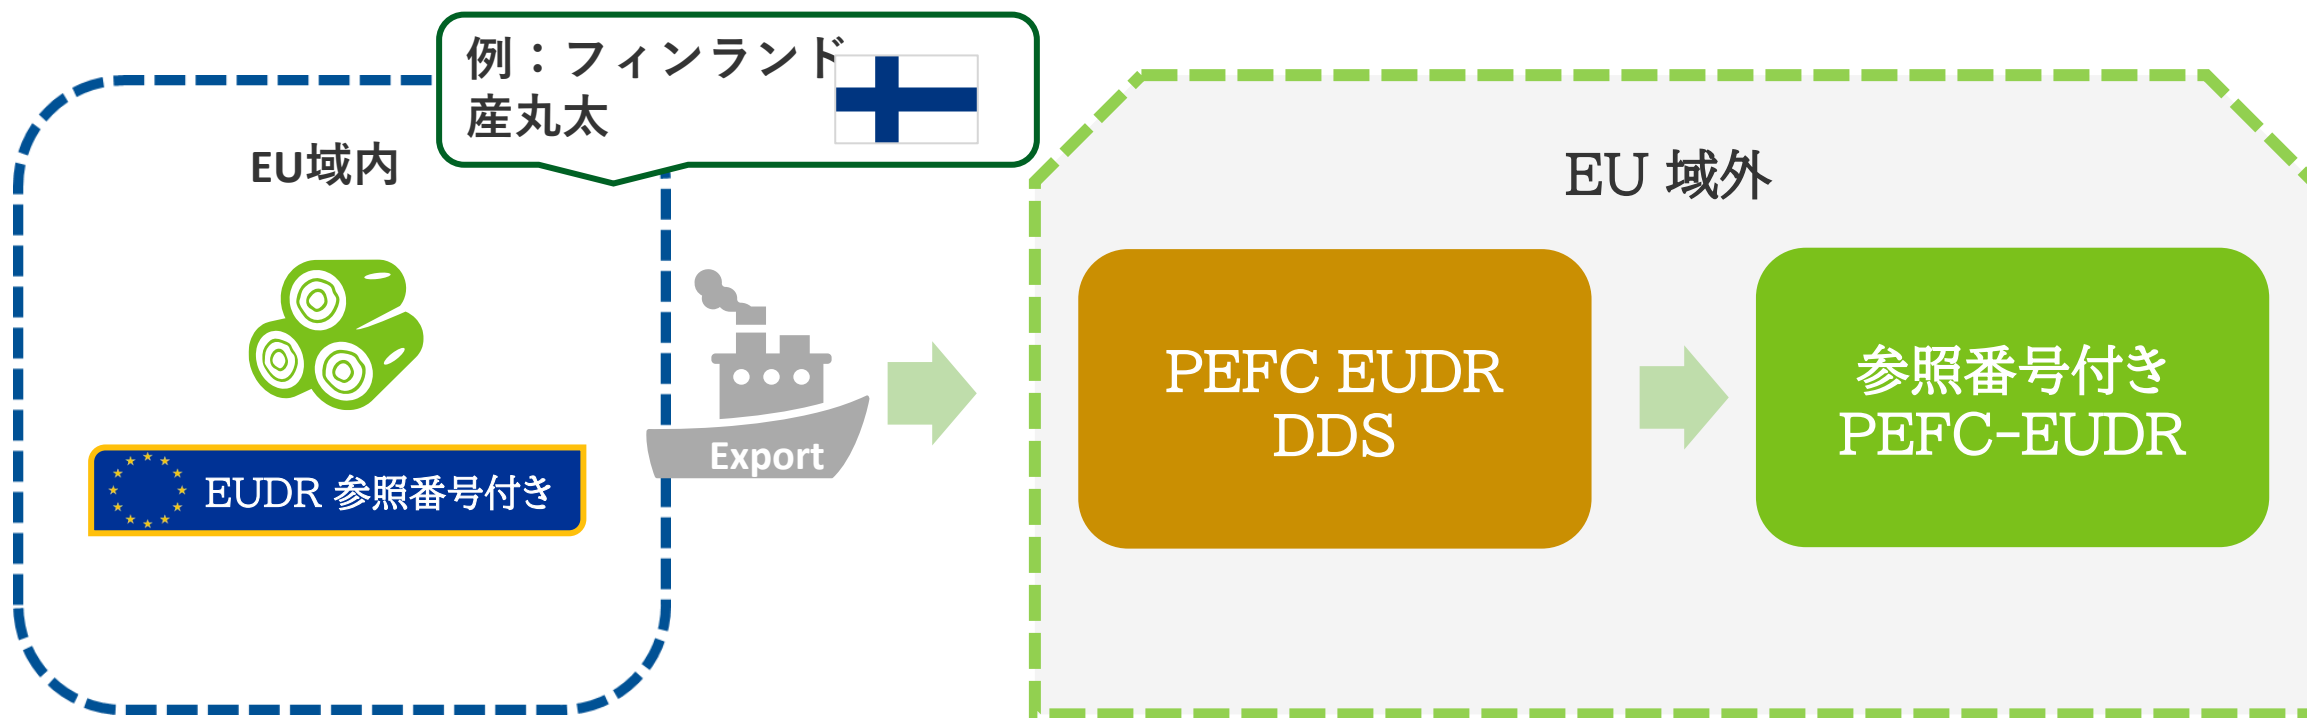 例：フィンランド
産丸太
EU域内
EUDR 参照番号付き
Export
EU 域外
PEFC EUDR
DDS
参照番号付き
PEFC-EUDR